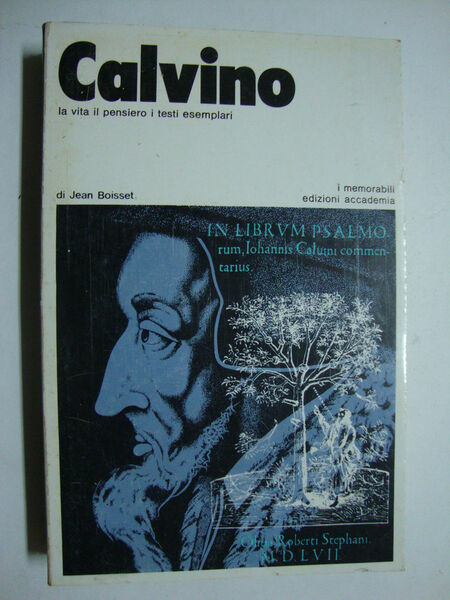 Calvino
la vita il pensiero i testi esemplari
di Jean Boisset
i memorabili
edizioni accademia
IN LIBRVM PSALMO-
rum, Iohannis Caluini commen-
tarius.
Oliua Roberti Stephani.
M.D.LVII